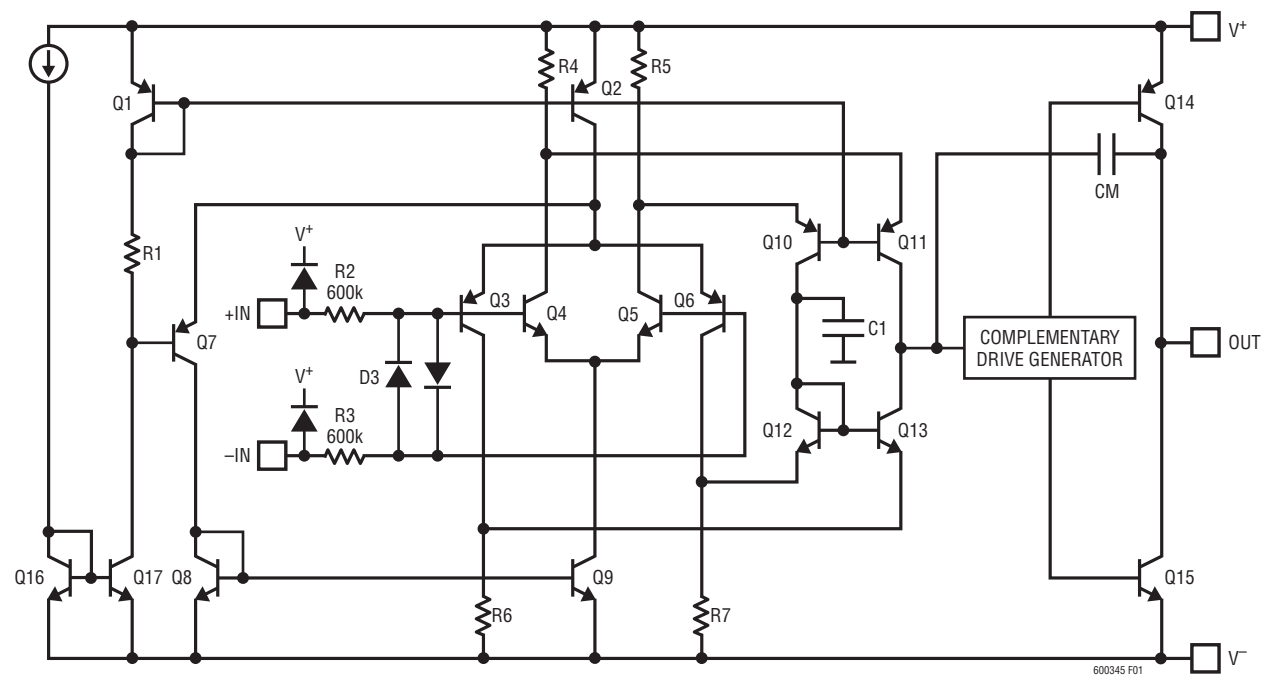 V+
Q1
R4
Q2
R5
Q14
CM
R1
V+
R2
600k
+IN
Q7
Q3
Q4
Q5
Q6
Q10
Q11
C1
COMPLEMENTARY
DRIVE GENERATOR
OUT
D3
V+
R3
600k
–IN
Q12
Q13
Q16
Q17
Q8
Q9
Q15
R6
R7
V–
600345 F01